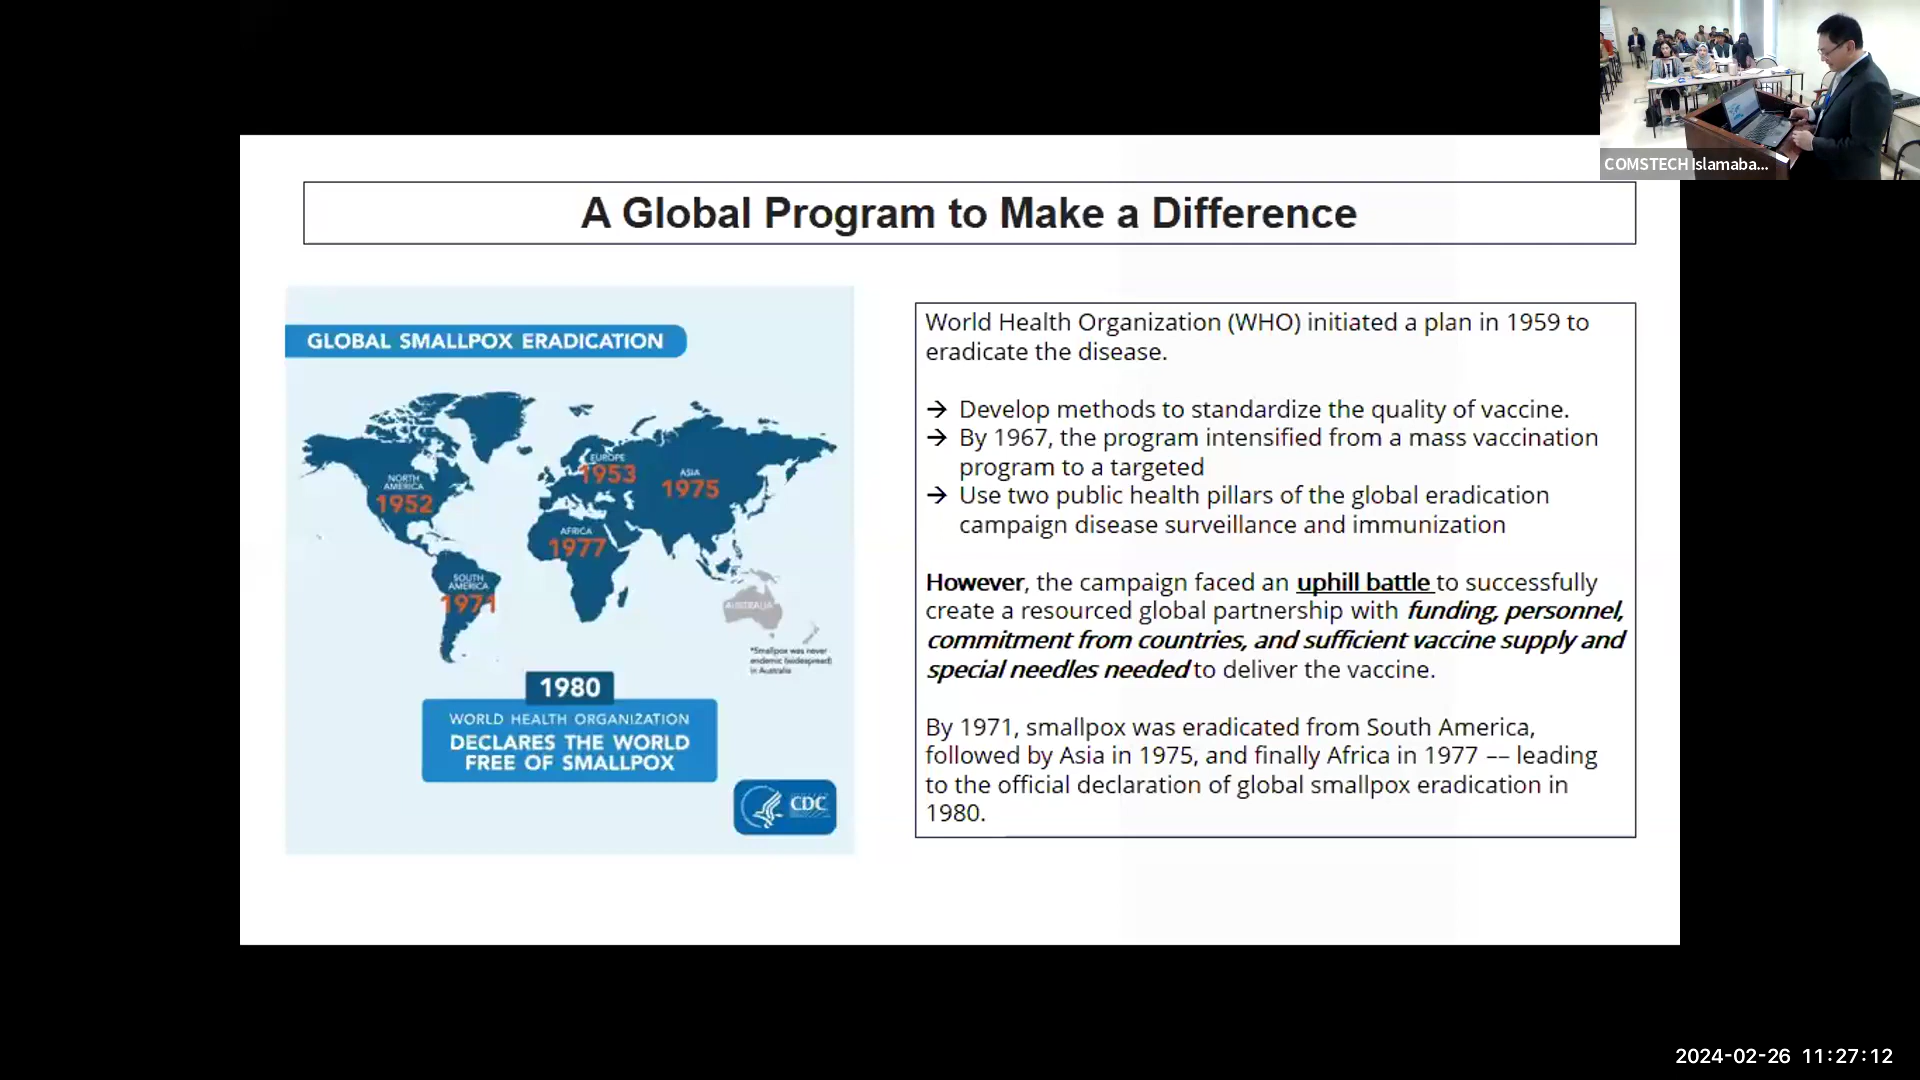 COMSTECH Islamaba...
A Global Program to Make a Difference
GLOBAL SMALLPOX ERADICATION
NORTH
AMERICA
1952
EUROPE
1953
ASIA
1975
AFRICA
1977
SOUTH
AMERICA
1971
AUSTRALIA
*Smallpox was never
endemic (widespread)
in Australia
1980
WORLD HEALTH ORGANIZATION
DECLARES THE WORLD
FREE OF SMALLPOX
CDC
World Health Organization (WHO) initiated a plan in 1959 to
eradicate the disease.
→ Develop methods to standardize the quality of vaccine.
→ By 1967, the program intensified from a mass vaccination
program to a targeted
→ Use two public health pillars of the global eradication
campaign disease surveillance and immunization
However, the campaign faced an uphill battle to successfully
create a resourced global partnership with funding, personnel,
commitment from countries, and sufficient vaccine supply and
special needles needed to deliver the vaccine.
By 1971, smallpox was eradicated from South America,
followed by Asia in 1975, and finally Africa in 1977 –– leading
to the official declaration of global smallpox eradication in
1980.
2024-02-26 11:27:12